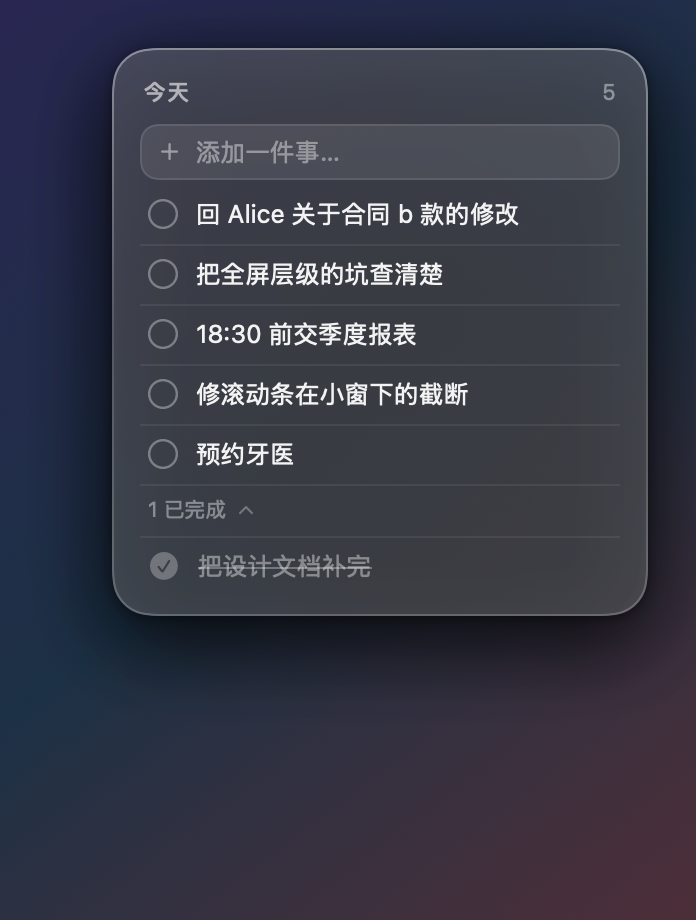 今天 5
+ 添加一件事…
回 Alice 关于合同 b 款的修改
把全屏层级的坑查清楚
18:30 前交季度报表
修滚动条在小窗下的截断
预约牙医
1 已完成
把设计文档补完